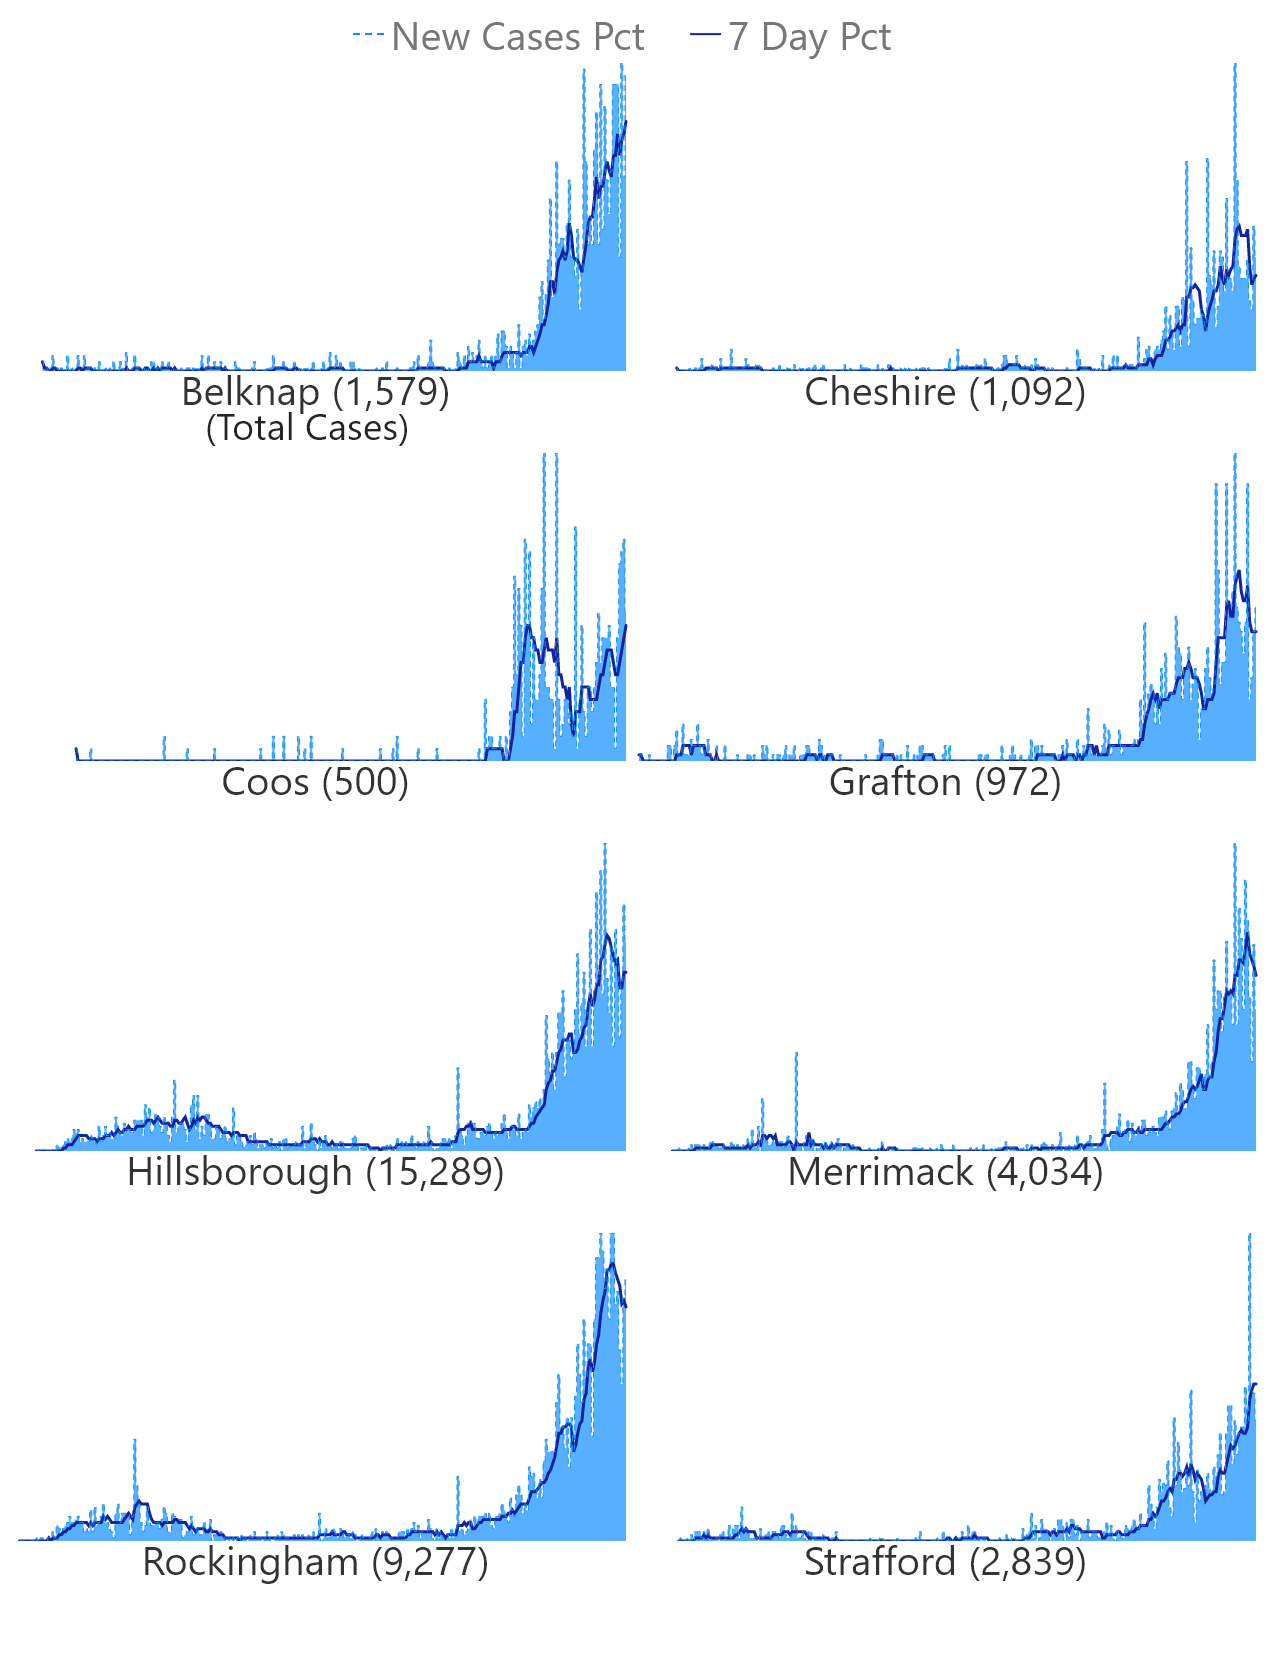 New Cases Pct 7 Day Pct
Belknap (1,579) Cheshire (1,092)
(Total Cases)
Coos (500) Grafton (972)
Hillsborough (15,289) Merrimack (4,034)
Rockingham (9,277) Strafford (2,839)